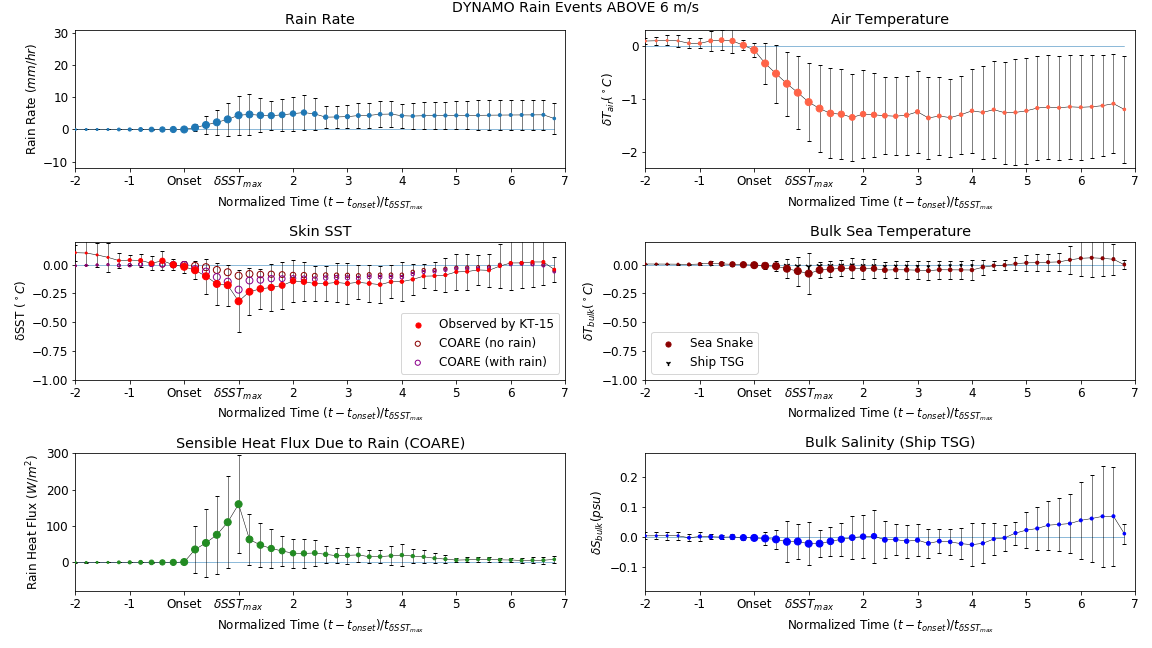 DYNAMO Rain Events ABOVE 6 m/s
Rain Rate
Rain Rate (mm/hr)
30
20
10
0
−10
-2 -1 Onset δSST_max 2 3 4 5 6 7
Normalized Time (t − t_onset)/t_δSST_max
Air Temperature
δT_air(°C)
0
−1
−2
-2 -1 Onset δSST_max 2 3 4 5 6 7
Normalized Time (t − t_onset)/t_δSST_max
Skin SST
δSST (°C)
0.00
−0.25
−0.50
−0.75
−1.00
Observed by KT-15
COARE (no rain)
COARE (with rain)
-2 -1 Onset δSST_max 2 3 4 5 6 7
Normalized Time (t − t_onset)/t_δSST_max
Bulk Sea Temperature
δT_bulk(°C)
0.00
−0.25
−0.50
−0.75
−1.00
Sea Snake
Ship TSG
-2 -1 Onset δSST_max 2 3 4 5 6 7
Normalized Time (t − t_onset)/t_δSST_max
Sensible Heat Flux Due to Rain (COARE)
Rain Heat Flux (W/m²)
300
200
100
0
-2 -1 Onset δSST_max 2 3 4 5 6 7
Normalized Time (t − t_onset)/t_δSST_max
Bulk Salinity (Ship TSG)
δS_bulk(psu)
0.2
0.1
0.0
−0.1
-2 -1 Onset δSST_max 2 3 4 5 6 7
Normalized Time (t − t_onset)/t_δSST_max